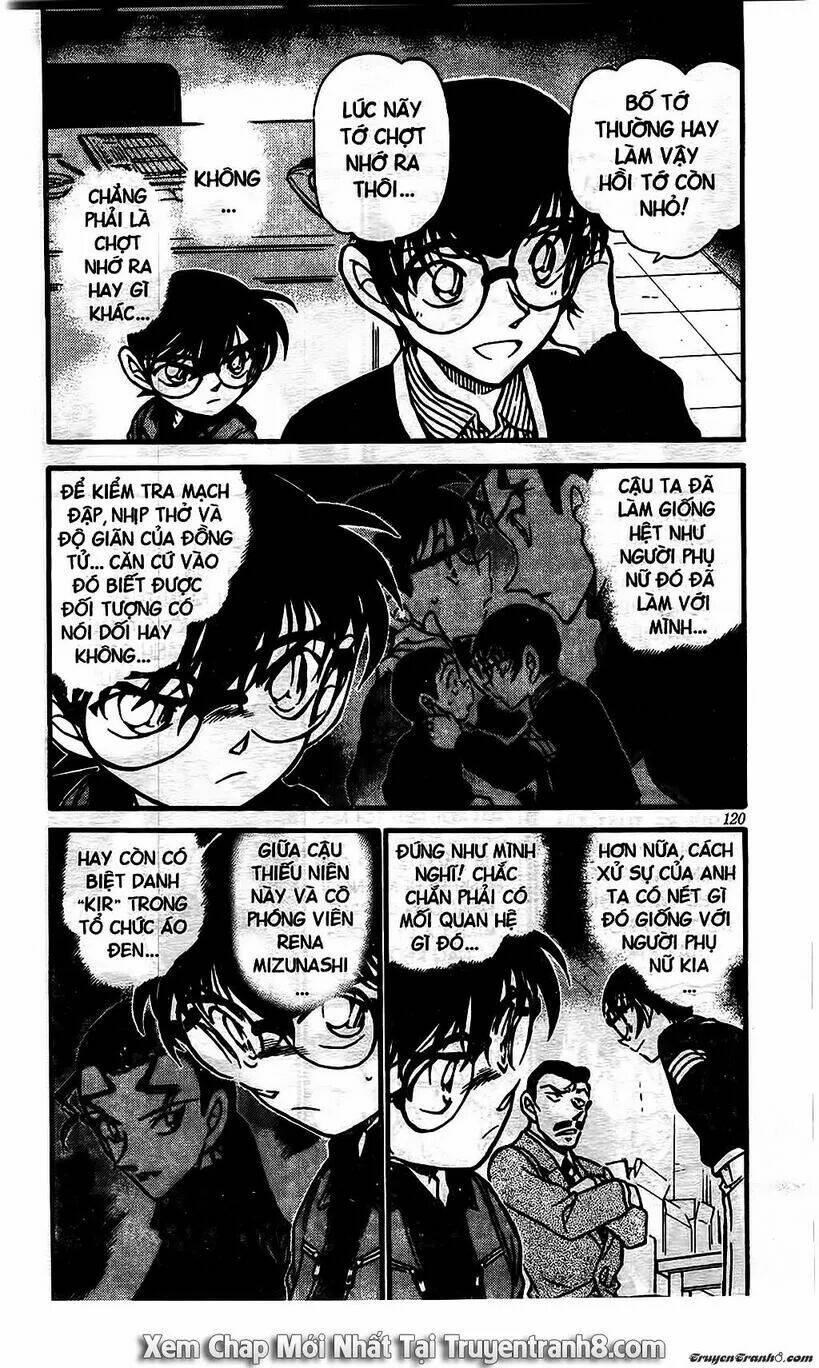 BỐ TỚ
THƯỜNG HAY
LÀM VẬY
HỒI TỚ CÒN
NHỎ!
LÚC NÃY
TỚ CHỢT
NHỚ RA
THÔI...
KHÔNG
...
CHẲNG
PHẢI LÀ
CHỢT
NHỚ RA
HAY GÌ
KHÁC...
CẬU TA ĐÃ
LÀM GIỐNG
HỆT NHƯ
NGƯỜI PHỤ
NỮ ĐÓ ĐÃ
LÀM VỚI
MÌNH...
ĐỂ KIỂM TRA MẠCH
ĐẬP, NHỊP THỞ VÀ
ĐỘ GIÃN CỦA ĐỒNG
TỬ... CĂN CỨ VÀO
ĐÓ BIẾT ĐƯỢC
ĐỐI TƯỢNG CÓ
NÓI DỐI HAY
KHÔNG...
120
HƠN NỮA, CÁCH
XỬ SỰ CỦA ANH
TA CÓ NÉT GÌ
ĐÓ GIỐNG VỚI
NGƯỜI PHỤ
NỮ KIA
...
ĐÚNG NHƯ MÌNH
NGHĨ! CHẮC
CHẮN PHẢI CÓ
MỐI QUAN HỆ
GÌ ĐÓ...
GIỮA CẬU
THIẾU NIÊN
NÀY VÀ CÔ
PHÓNG VIÊN
RENA
MIZUNASHI
...
HAY CÒN CÓ
BIỆT DANH
"KIR" TRONG
TỔ CHỨC ÁO
ĐEN...
Xem Chap Mới Nhất Tại Truyentranh8.com
TruyenTranh8.com